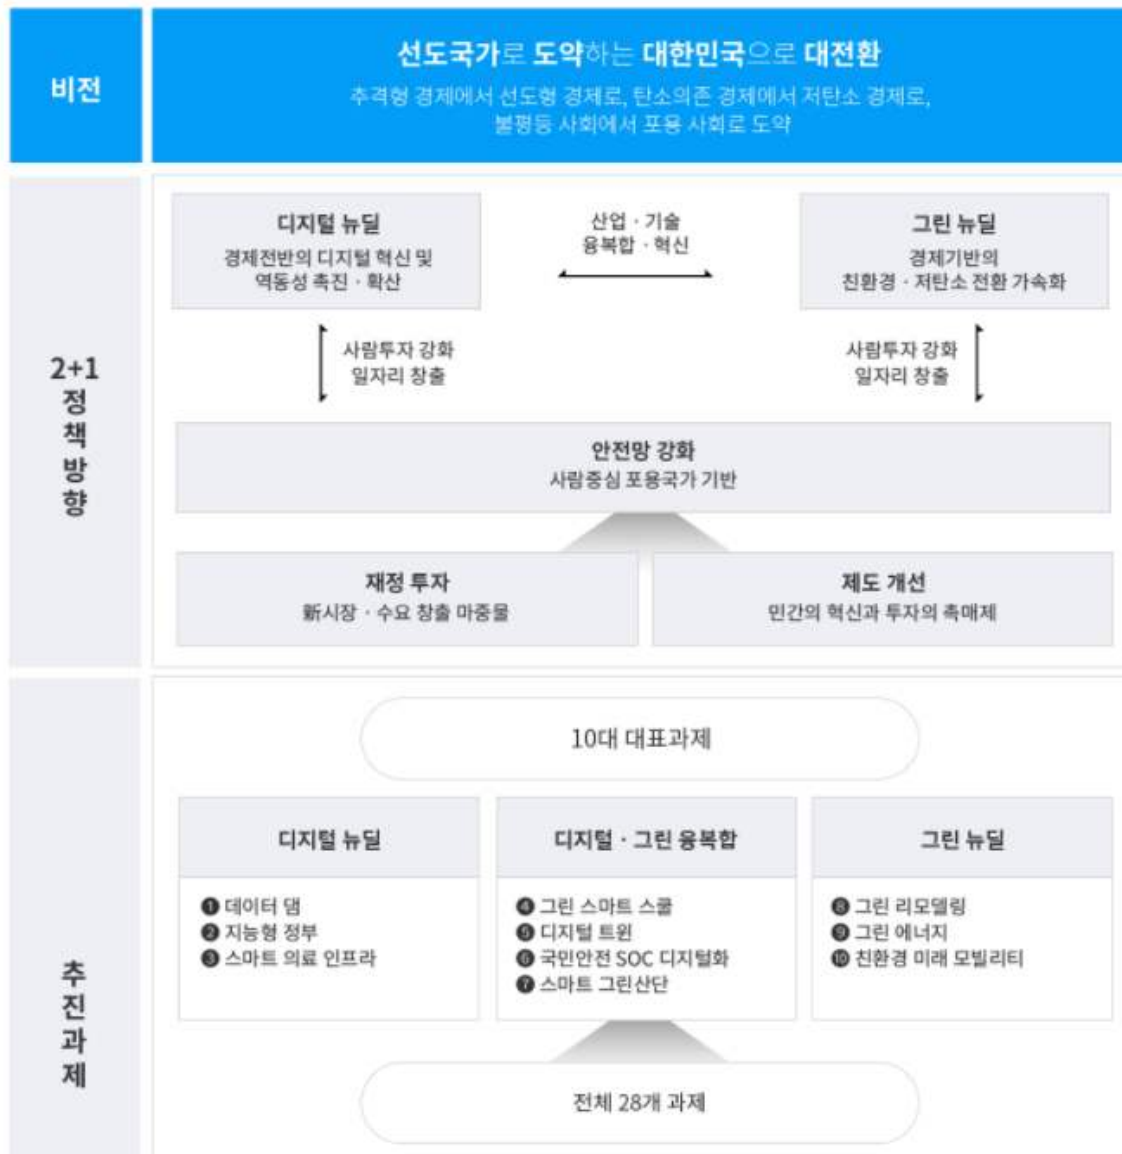 비전
선도국가로 도약하는 대한민국으로 대전환
추격형 경제에서 선도형 경제로, 탄소의존 경제에서 저탄소 경제로,
불평등 사회에서 포용 사회로 도약
2+1
정
책
방
향
디지털 뉴딜
경제전반의 디지털 혁신 및
역동성 촉진 · 확산
산업 · 기술
융복합 · 혁신
그린 뉴딜
경제기반의
친환경 · 저탄소 전환 가속화
사람투자 강화
일자리 창출
사람투자 강화
일자리 창출
안전망 강화
사람중심 포용국가 기반
재정 투자
新시장 · 수요 창출 마중물
제도 개선
민간의 혁신과 투자의 촉매제
추
진
과
제
10대 대표과제
디지털 뉴딜
❶ 데이터 댐
❷ 지능형 정부
❸ 스마트 의료 인프라
디지털 · 그린 융복합
❹ 그린 스마트 스쿨
❺ 디지털 트윈
❻ 국민안전 SOC 디지털화
❼ 스마트 그린산단
그린 뉴딜
❽ 그린 리모델링
❾ 그린 에너지
❿ 친환경 미래 모빌리티
전체 28개 과제